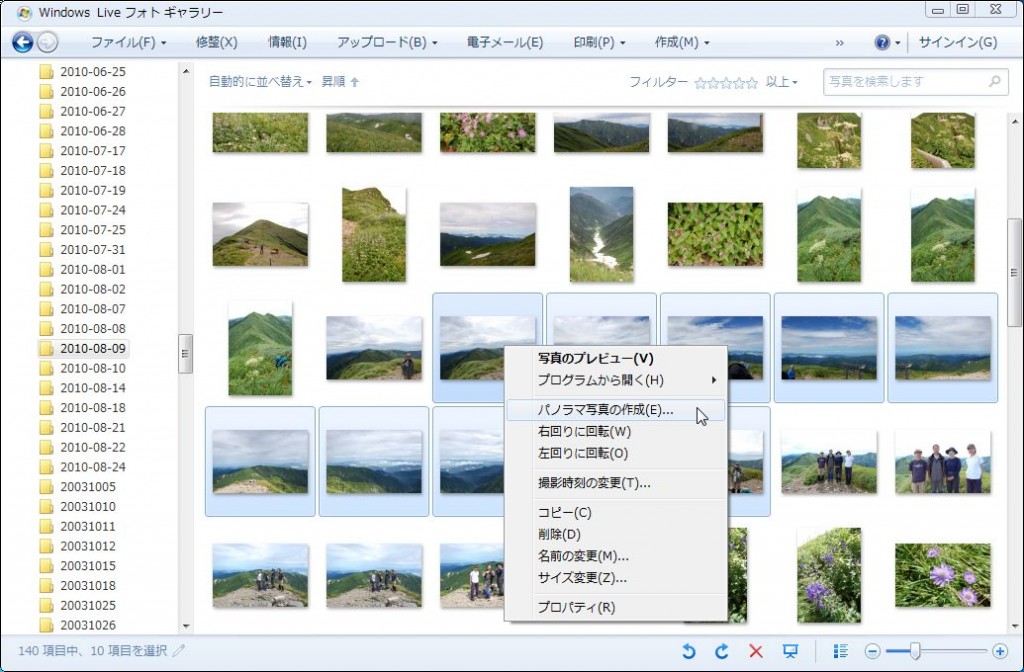 Windows Live フォト ギャラリー
ファイル(F) 修整(X) 情報(I) アップロード(B) 電子メール(E) 印刷(P) 作成(M) » サインイン(G)
自動的に並べ替え 昇順 フィルター 以上 写真を検索します
2010-06-25
2010-06-26
2010-06-27
2010-06-28
2010-07-17
2010-07-18
2010-07-19
2010-07-24
2010-07-25
2010-07-31
2010-08-01
2010-08-02
2010-08-07
2010-08-08
2010-08-09
2010-08-10
2010-08-14
2010-08-18
2010-08-21
2010-08-22
2010-08-24
20031005
20031010
20031011
20031012
20031015
20031018
20031025
20031026
写真のプレビュー(V)
プログラムから開く(H)
パノラマ写真の作成(E)...
右回りに回転(W)
左回りに回転(O)
撮影時刻の変更(T)...
コピー(C)
削除(D)
名前の変更(M)...
サイズ変更(Z)...
プロパティ(R)
140 項目中、10 項目を選択